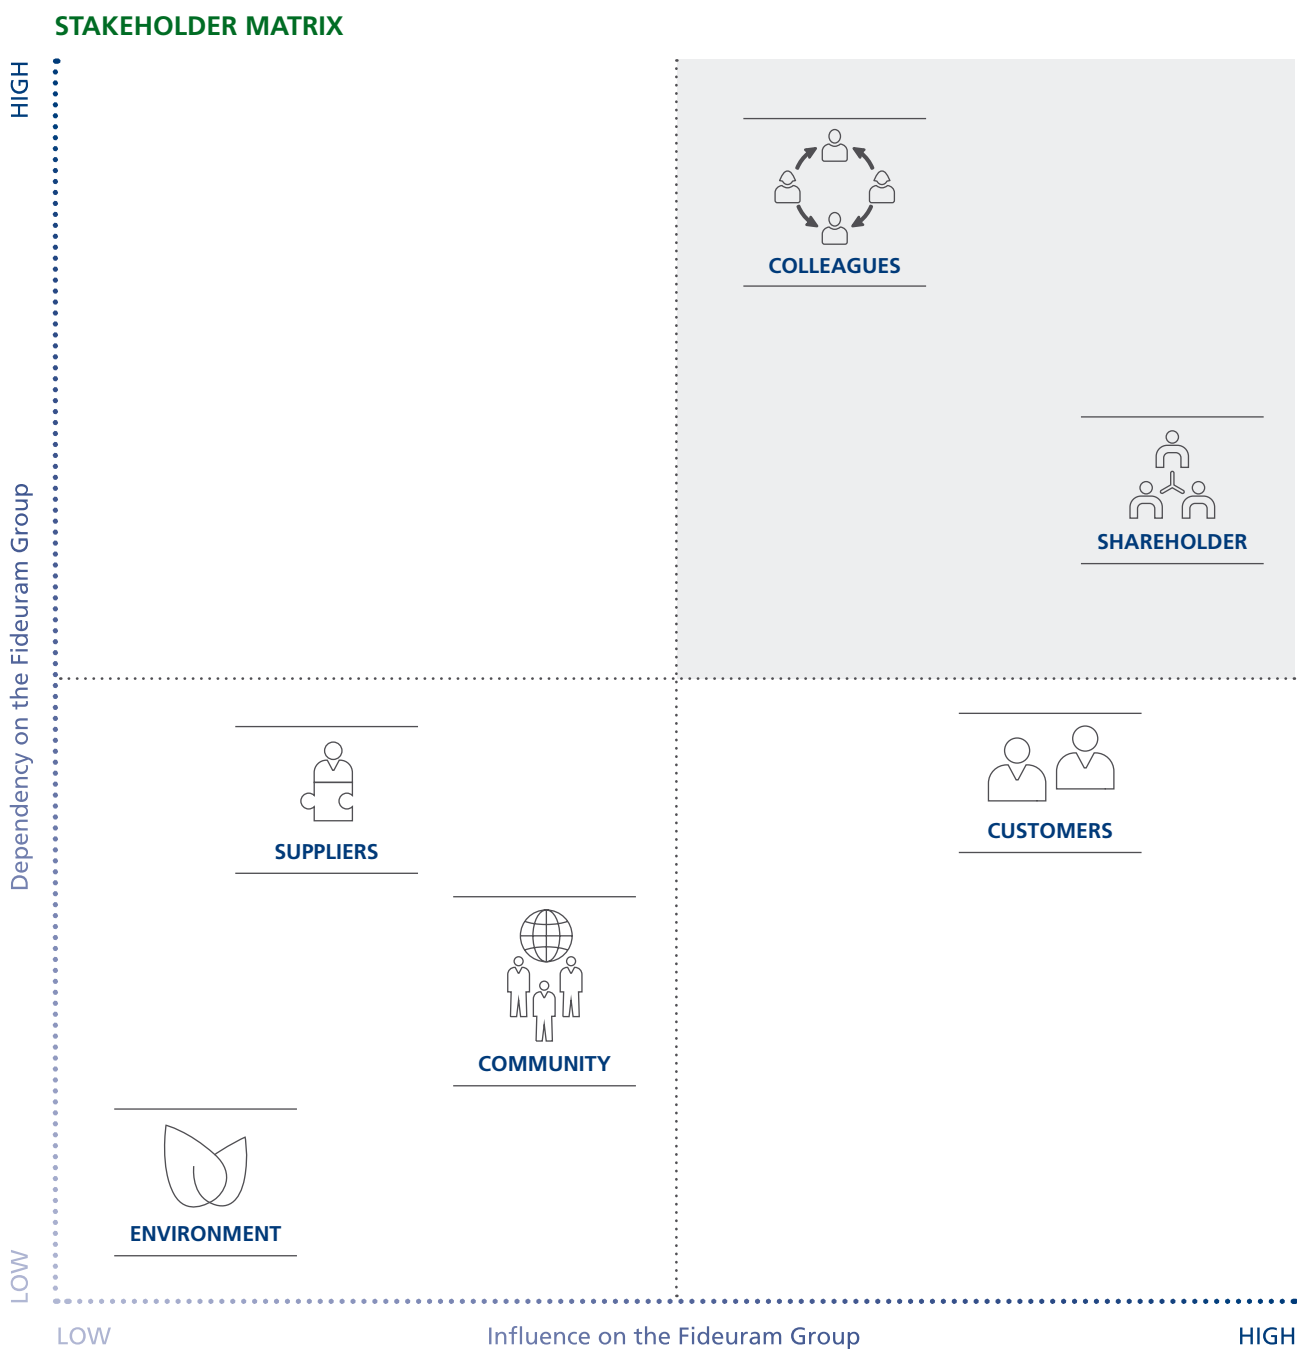 STAKEHOLDER MATRIX
HIGH
COLLEAGUES
SHAREHOLDER
Dependency on the Fideuram Group
CUSTOMERS
SUPPLIERS
COMMUNITY
ENVIRONMENT
LOW
LOW
Influence on the Fideuram Group
HIGH